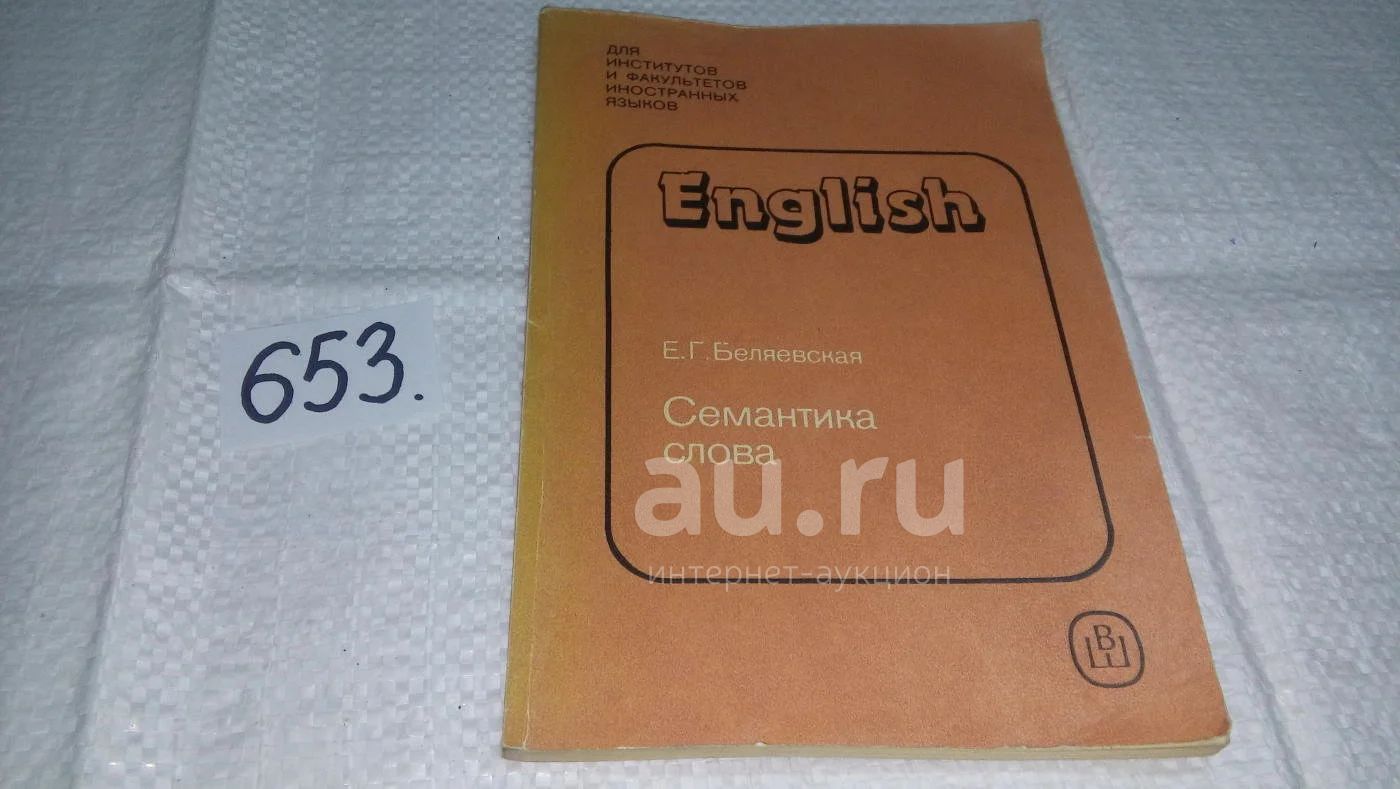 653.
ДЛЯ
ИНСТИТУТОВ
И ФАКУЛЬТЕТОВ
ИНОСТРАННЫХ
ЯЗЫКОВ
English
Е.Г.Беляевская
Семантика
слова
au.ru
интернет-аукцион
ВШ